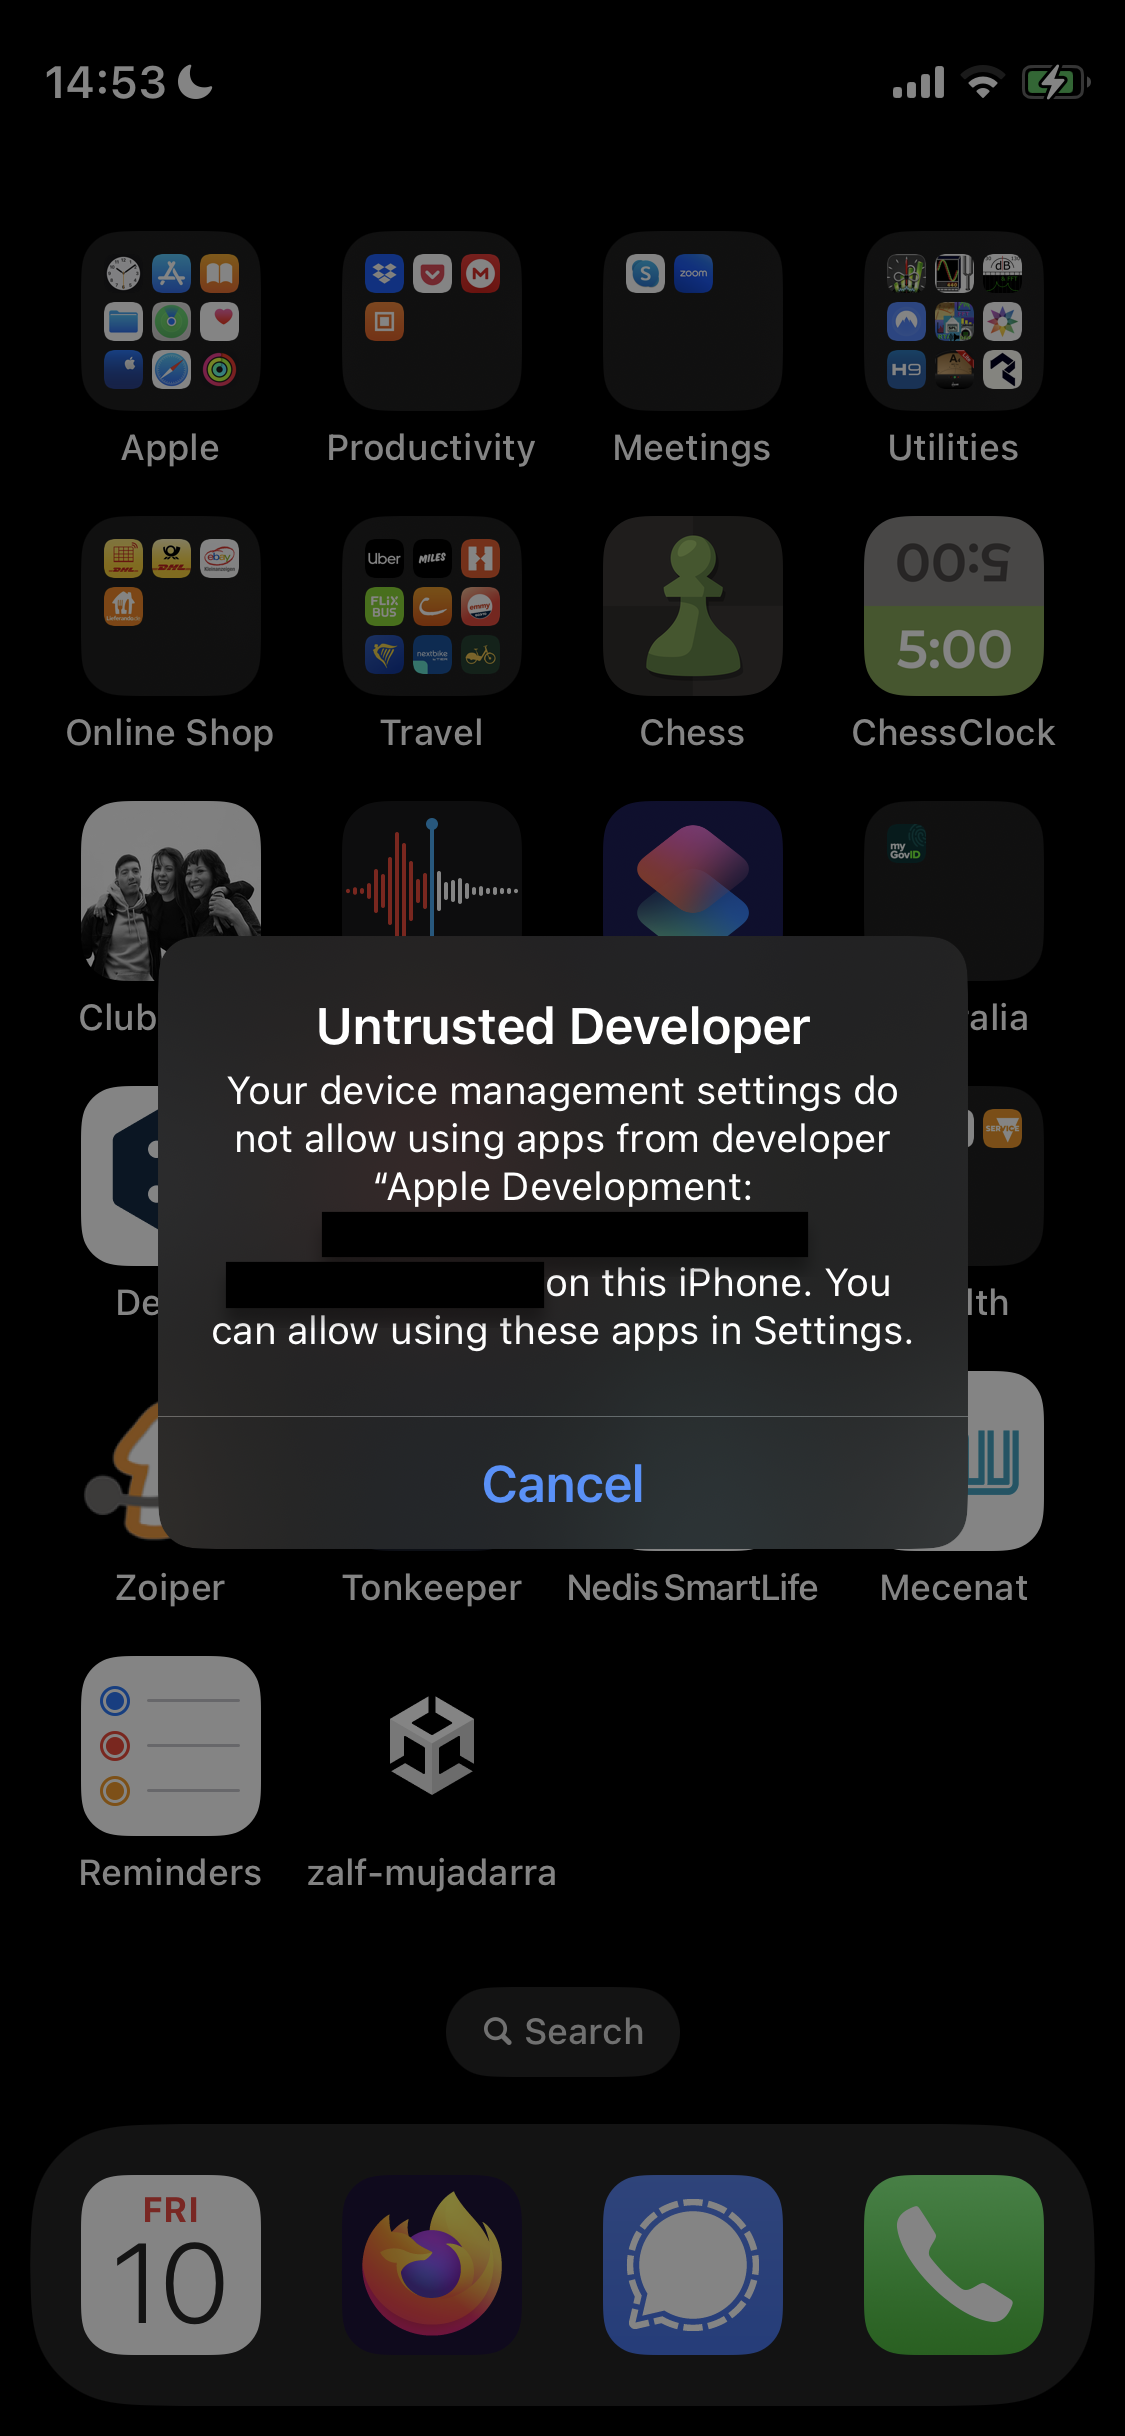 14:53
Apple
Productivity
Meetings
Utilities
zoom
dB
H9
Online Shop
Travel
Chess
ChessClock
DHL
DHL
ebay
Uber
MILES
FLiX
BUS
emmy
nextbike
5:00
5:00
my
GovID
Club
alia
Untrusted Developer
Your device management settings do
not allow using apps from developer
“Apple Development:
on this iPhone. You
can allow using these apps in Settings.
Cancel
De
lth
SERVICE
Zoiper
Tonkeeper
Nedis SmartLife
Mecenat
Reminders
zalf-mujadarra
Search
FRI
10